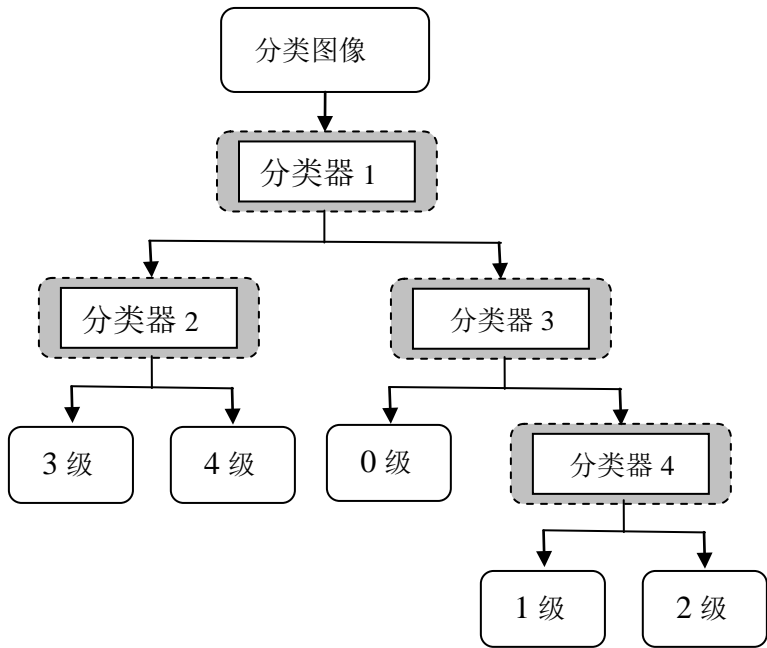 分类图像
分类器 1
分类器 2
分类器 3
3 级
4 级
0 级
分类器 4
1 级
2 级